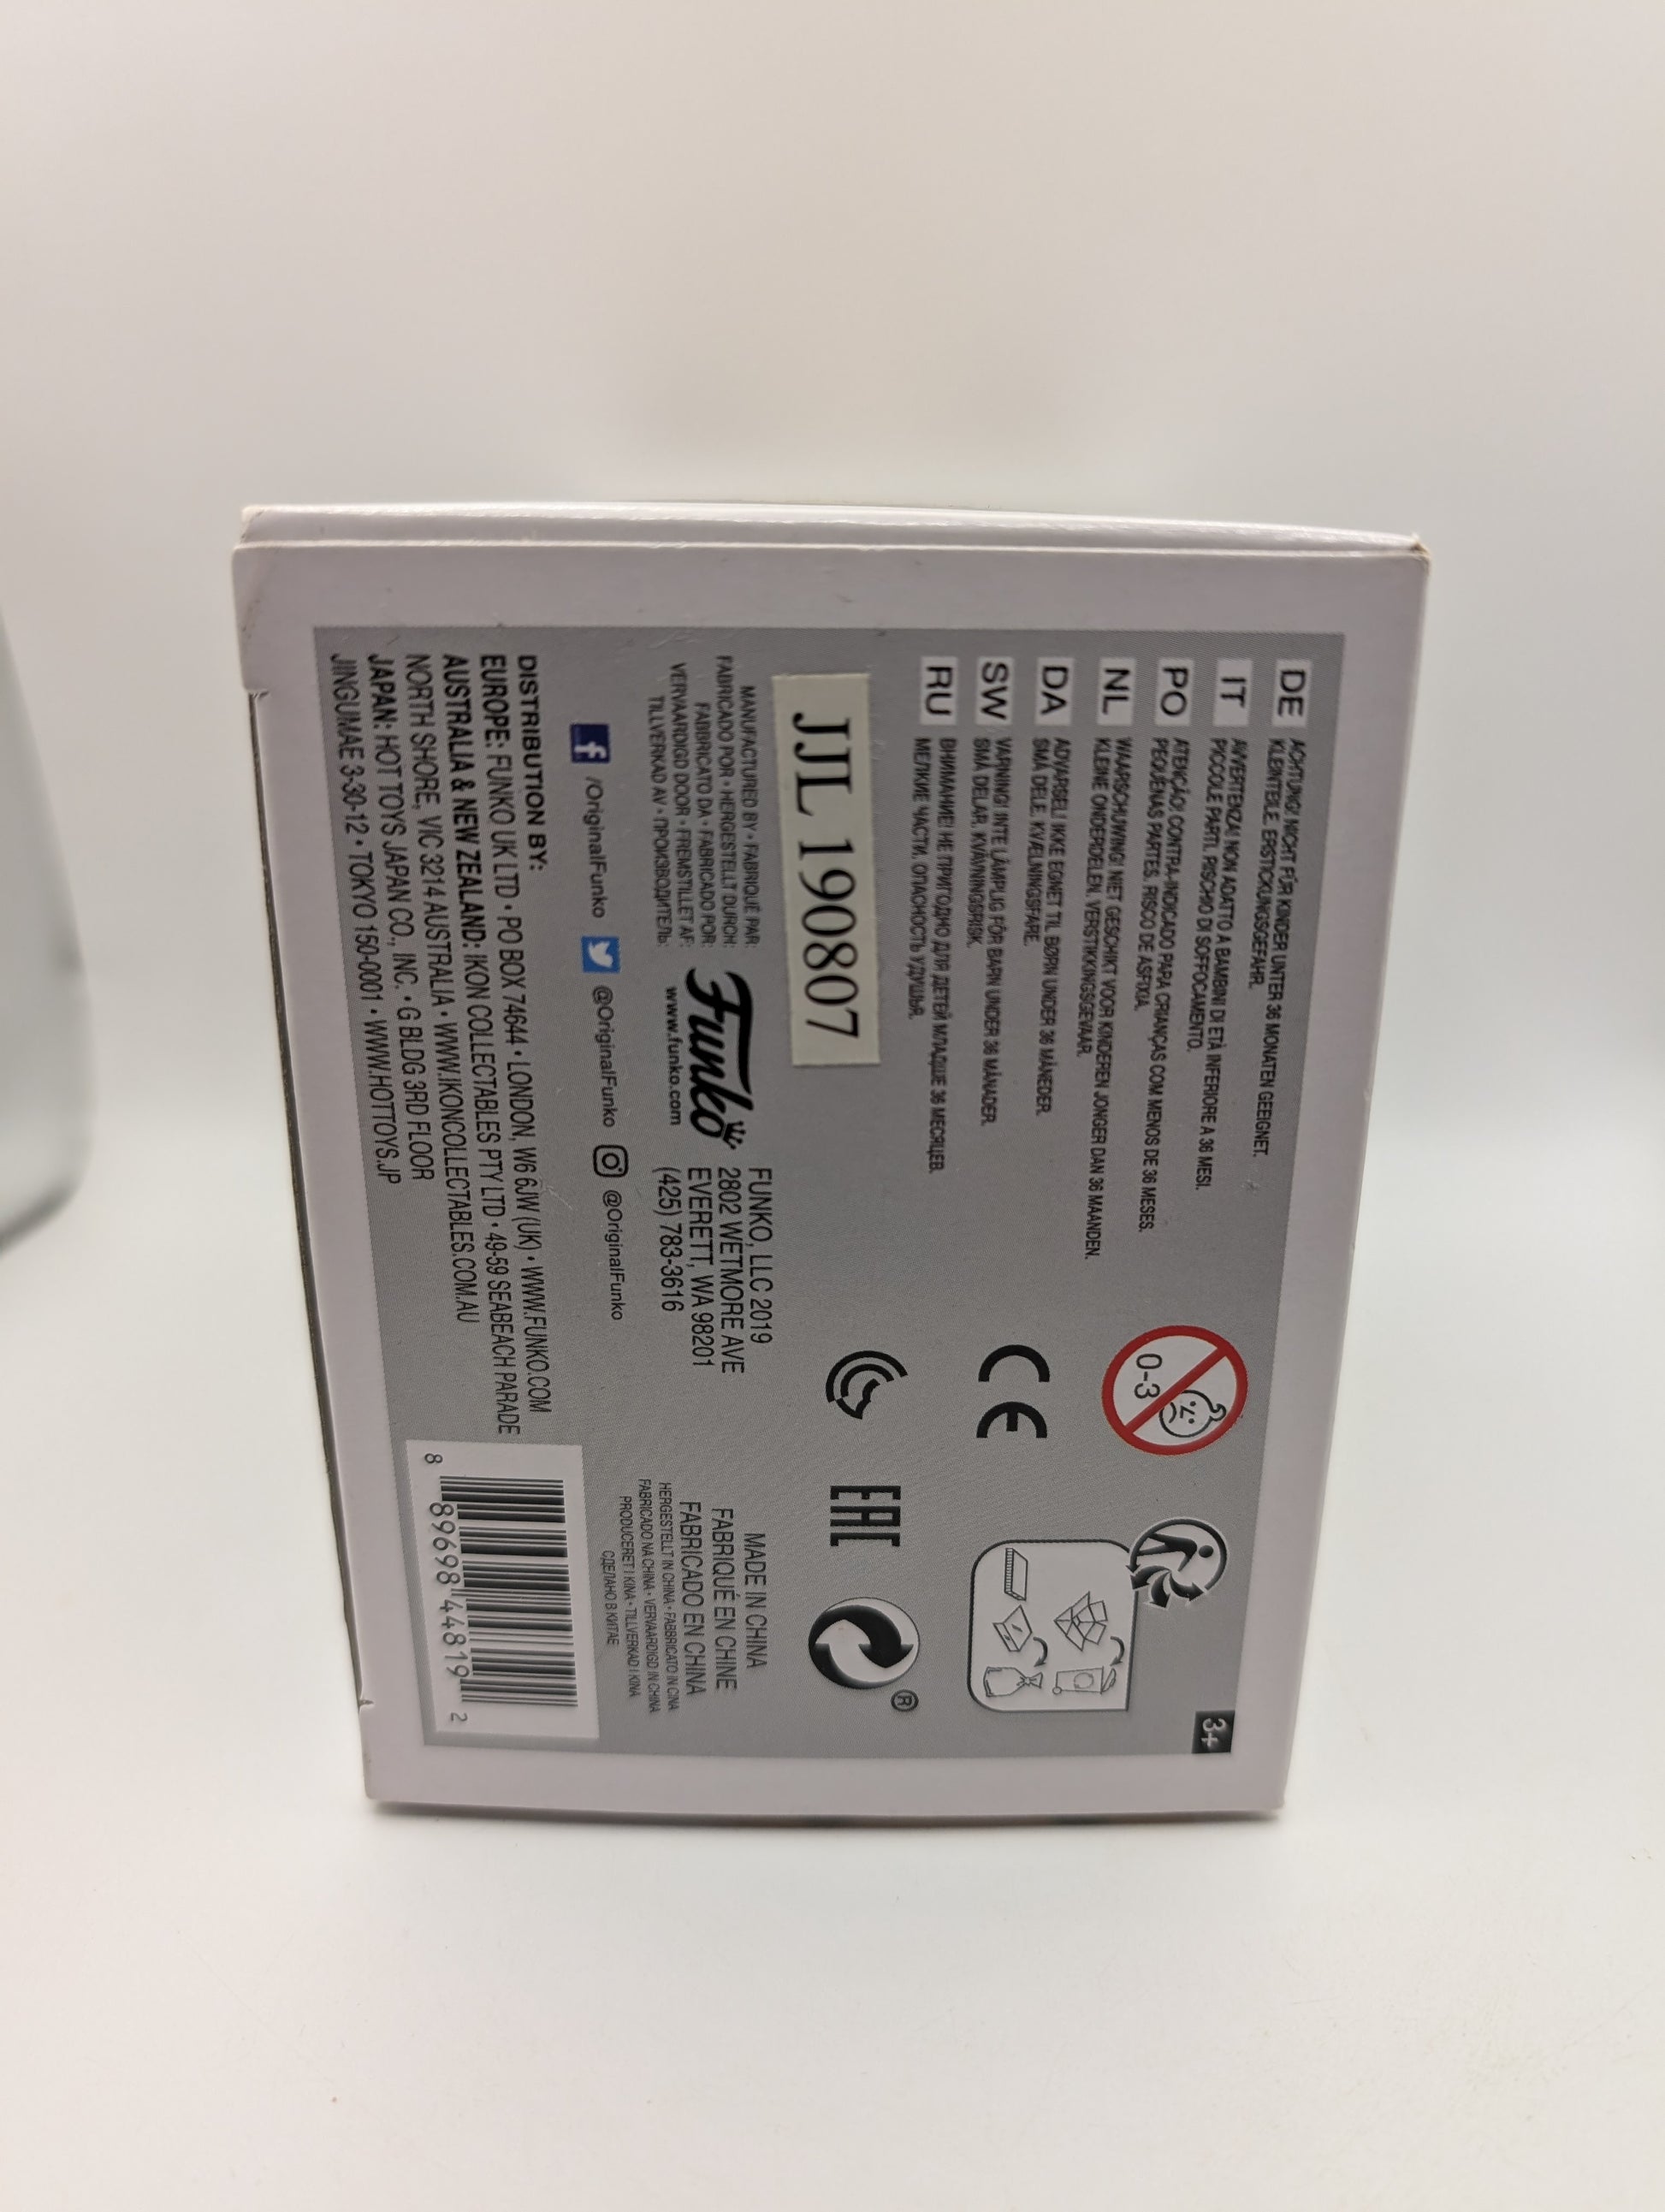 DE ACHTUNG! NICHT FÜR KINDER UNTER 36 MONATEN GEEIGNET.
KLEINTEILE. ERSTICKUNGSGEFAHR.
IT AVVERTENZA! NON ADATTO A BAMBINI DI ETÀ INFERIORE A 36 MESI.
PICCOLE PARTI. RISCHIO DI SOFFOCAMENTO.
PO ATENÇÃO! CONTRA-INDICADO PARA CRIANÇAS COM MENOS DE 36 MESES.
PEQUENAS PARTES. RISCO DE ASFIXIA.
NL WAARSCHUWING! NIET GESCHIKT VOOR KINDEREN JONGER DAN 36 MAANDEN.
KLEINE ONDERDELEN. VERSTIKKINGSGEVAAR.
DA ADVARSEL! IKKE EGNET TIL BØRN UNDER 36 MÅNEDER.
SMÅ DELE. KVÆLNINGSFARE.
SW VARNING! INTE LÄMPLIG FÖR BARN UNDER 36 MÅNADER.
SMÅ DELAR. KVÄVNINGSRISK.
RU ВНИМАНИЕ! НЕ ПРИГОДНО ДЛЯ ДЕТЕЙ МЛАДШЕ 36 МЕСЯЦЕВ.
МЕЛКИЕ ЧАСТИ. ОПАСНОСТЬ УДУШЬЯ.
0-3
3+
CE
EAC
®
JJL 190807
MANUFACTURED BY • FABRIQUÉ PAR:
FABRICADO POR • HERGESTELLT DURCH:
FABBRICATO DA • FABRICADO POR:
VERVAARDIGD DOOR • FREMSTILLET AF:
TILLVERKAD AV • ПРОИЗВОДИТЕЛЬ:
Funko
www.funko.com
FUNKO, LLC 2019
2802 WETMORE AVE
EVERETT, WA 98201
(425) 783-3616
MADE IN CHINA
FABRIQUÉ EN CHINE
FABRICADO EN CHINA
HERGESTELLT IN CHINA • FABBRICATO IN CINA
FABRICADO NA CHINA • VERVAARDIGD IN CHINA
PRODUCERET I KINA • TILLVERKAD I KINA
СДЕЛАНО В КИТАЕ
f /OriginalFunko @OriginalFunko @OriginalFunko
DISTRIBUTION BY:
EUROPE: FUNKO UK LTD • PO BOX 74644 • LONDON, W6 6JW (UK) • WWW.FUNKO.COM
AUSTRALIA & NEW ZEALAND: IKON COLLECTABLES PTY LTD • 49-59 SEABEACH PARADE
NORTH SHORE, VIC 3214 AUSTRALIA • WWW.IKONCOLLECTABLES.COM.AU
JAPAN: HOT TOYS JAPAN CO., INC. • G BLDG 3RD FLOOR
JINGUMAE 3-30-12 • TOKYO 150-0001 • WWW.HOTTOYS.JP
8 89698 44819 2